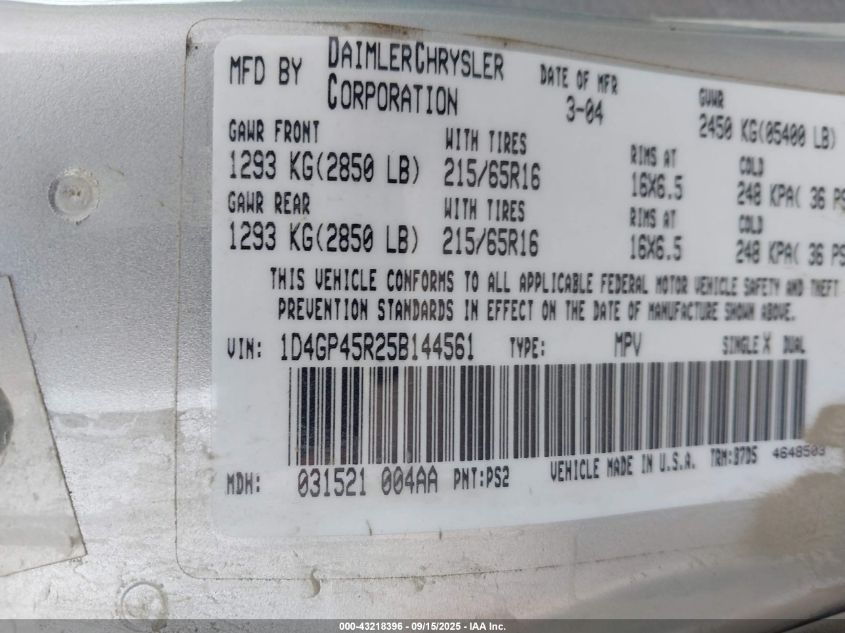 MFD BY DAIMLERCHRYSLER CORPORATION DATE OF MFR 3-04 GVWR 2450 KG(05400 LB)
GAWR FRONT WITH TIRES RIMS AT COLD
1293 KG(2850 LB) 215/65R16 16X6.5 248 KPA( 36 PS
GAWR REAR WITH TIRES RIMS AT COLD
1293 KG(2850 LB) 215/65R16 16X6.5 248 KPA( 36 PS
THIS VEHICLE CONFORMS TO ALL APPLICABLE FEDERAL MOTOR VEHICLE SAFETY AND THEFT
PREVENTION STANDARDS IN EFFECT ON THE DATE OF MANUFACTURE SHOWN ABOVE.
VIN: 1D4GP45R25B144561 TYPE: MPV SINGLE X DUAL
MDH: 031521 004AA PNT:PS2 VEHICLE MADE IN U.S.A. TRM:B7D5 4648503
000-43218396 - 09/15/2025 - IAA Inc.